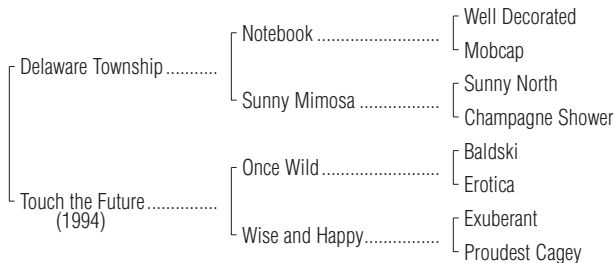 Well Decorated
Notebook ........................
Mobcap
Delaware Township ..........
Sunny North
Sunny Mimosa ................
Champagne Shower
Baldski
Once Wild ......................
Erotica
Touch the Future ..............
(1994)
Exuberant
Wise and Happy ...............
Proudest Cagey